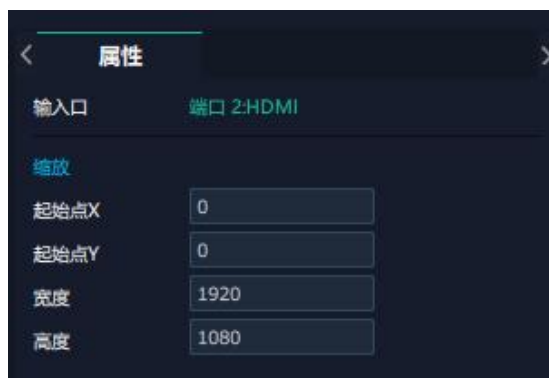 属性
输入口 端口 2:HDMI
缩放
起始点X 0
起始点Y 0
宽度 1920
高度 1080